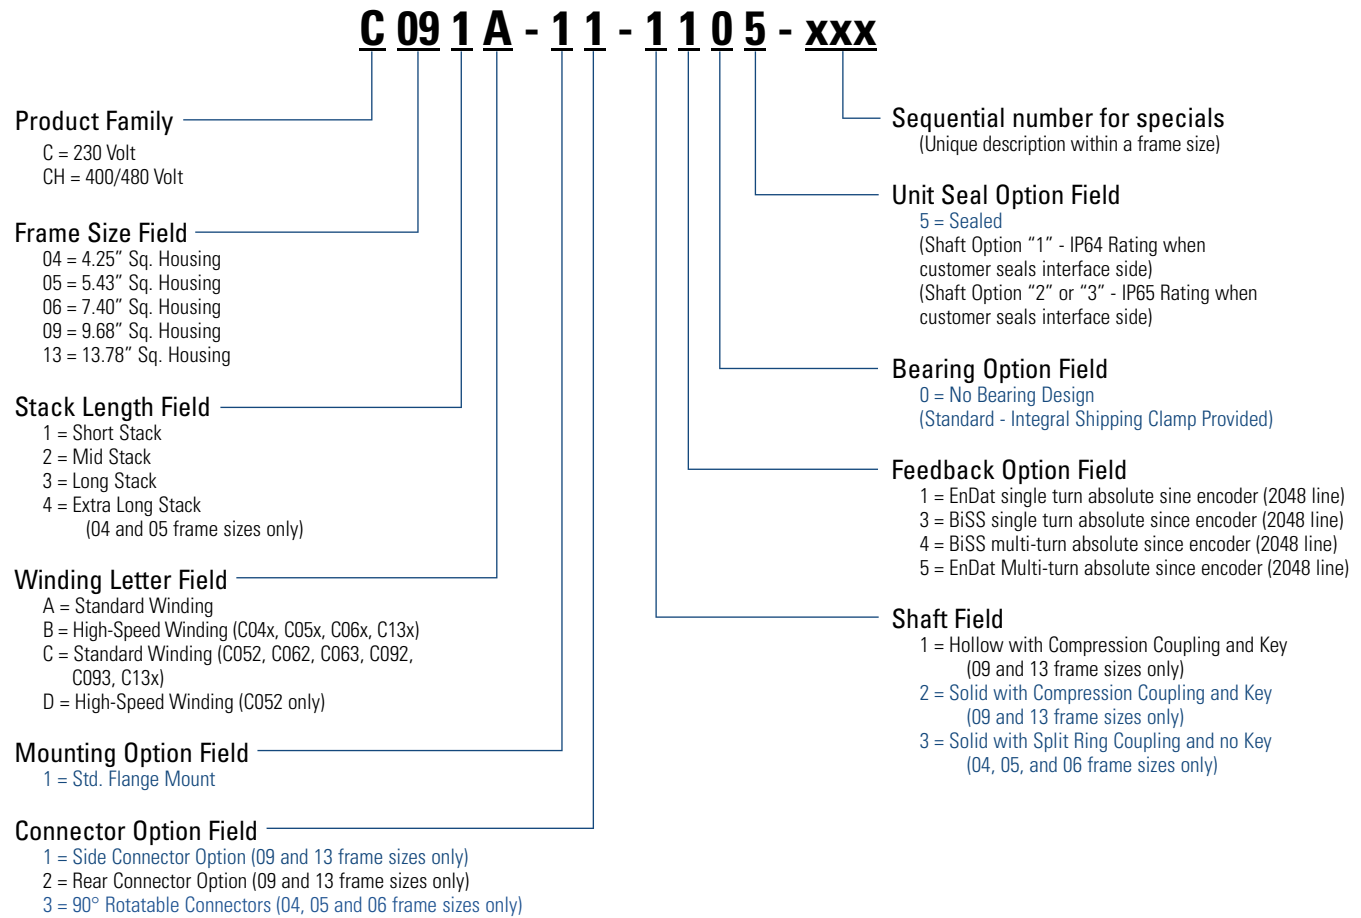 C 09 1 A - 1 1 - 1 1 0 5 - xxx
Product Family
C = 230 Volt
CH = 400/480 Volt
Frame Size Field
04 = 4.25” Sq. Housing
05 = 5.43” Sq. Housing
06 = 7.40” Sq. Housing
09 = 9.68” Sq. Housing
13 = 13.78” Sq. Housing
Stack Length Field
1 = Short Stack
2 = Mid Stack
3 = Long Stack
4 = Extra Long Stack
(04 and 05 frame sizes only)
Winding Letter Field
A = Standard Winding
B = High-Speed Winding (C04x, C05x, C06x, C13x)
C = Standard Winding (C052, C062, C063, C092,
C093, C13x)
D = High-Speed Winding (C052 only)
Mounting Option Field
1 = Std. Flange Mount
Connector Option Field
1 = Side Connector Option (09 and 13 frame sizes only)
2 = Rear Connector Option (09 and 13 frame sizes only)
3 = 90° Rotatable Connectors (04, 05 and 06 frame sizes only)
Sequential number for specials
(Unique description within a frame size)
Unit Seal Option Field
5 = Sealed
(Shaft Option “1” - IP64 Rating when
customer seals interface side)
(Shaft Option “2” or “3” - IP65 Rating when
customer seals interface side)
Bearing Option Field
0 = No Bearing Design
(Standard - Integral Shipping Clamp Provided)
Feedback Option Field
1 = EnDat single turn absolute sine encoder (2048 line)
3 = BiSS single turn absolute since encoder (2048 line)
4 = BiSS multi-turn absolute since encoder (2048 line)
5 = EnDat Multi-turn absolute since encoder (2048 line)
Shaft Field
1 = Hollow with Compression Coupling and Key
(09 and 13 frame sizes only)
2 = Solid with Compression Coupling and Key
(09 and 13 frame sizes only)
3 = Solid with Split Ring Coupling and no Key
(04, 05, and 06 frame sizes only)